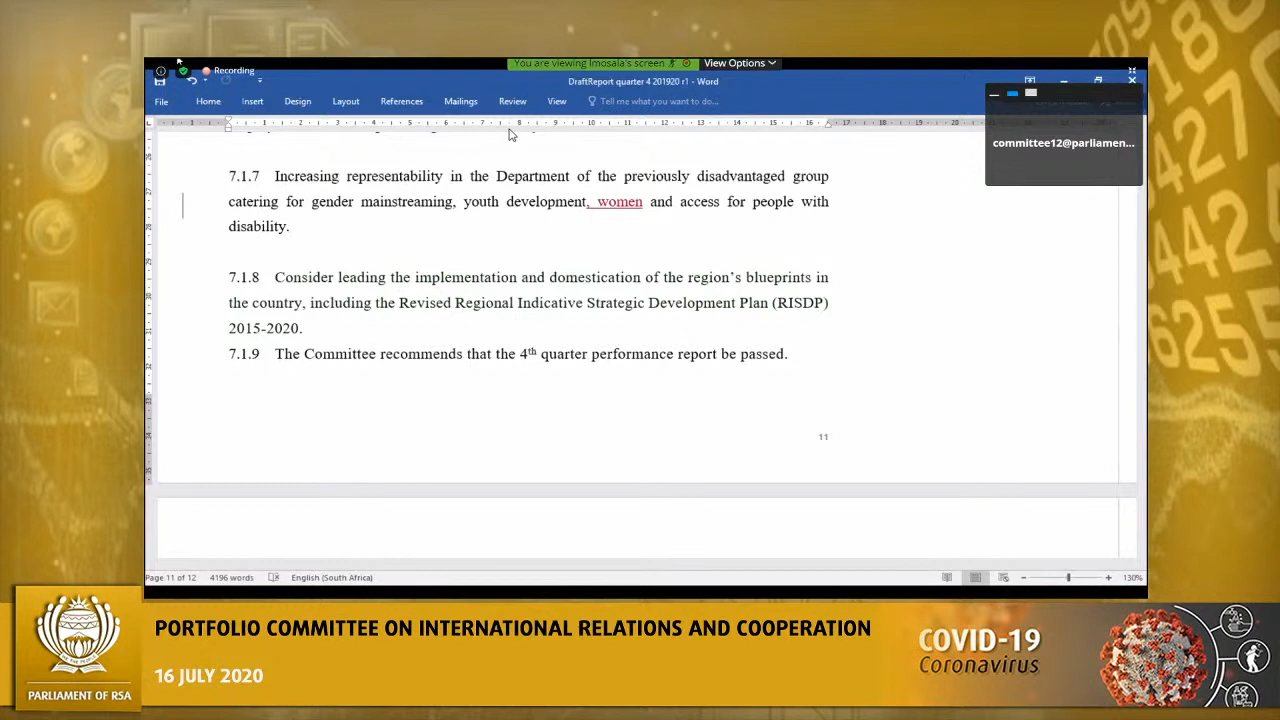 You are viewing lmosala's screen
View Options
Recording
DraftReport quarter 4 201920 r1 - Word
File Home Insert Design Layout References Mailings Review View Tell me what you want to do...
committee12@parliamen...
7.1.7 Increasing representability in the Department of the previously disadvantaged group
catering for gender mainstreaming, youth development, women and access for people with
disability.
7.1.8 Consider leading the implementation and domestication of the region's blueprints in
the country, including the Revised Regional Indicative Strategic Development Plan (RISDP)
2015-2020.
7.1.9 The Committee recommends that the 4th quarter performance report be passed.
11
Page 11 of 12 4196 words English (South Africa) 130%
PORTFOLIO COMMITTEE ON INTERNATIONAL RELATIONS AND COOPERATION
16 JULY 2020
PARLIAMENT OF RSA
COVID-19
Coronavirus